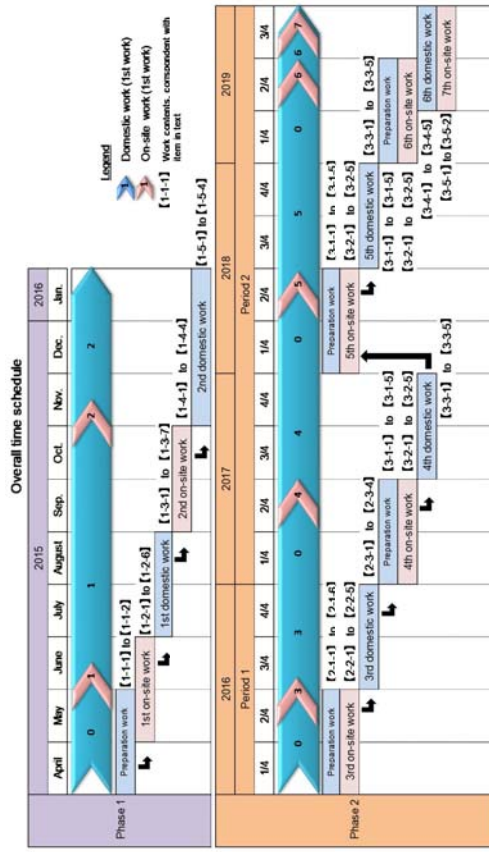 Overall time schedule
Legend
1 Domestic work (1st work)
1 On-site work (1st work)
[1-1-1] Work contents, correspondent with item in text
Phase 1
2015
2016
April
May
June
July
August
Sep.
Oct.
Nov.
Dec.
Jan.
0
1
1
2
2
Preparation work
【1-1-1】 to 【1-1-2】
1st on-site work
【1-2-1】 to 【1-2-6】
1st domestic work
【1-3-1】 to 【1-3-7】
2nd on-site work
【1-4-1】 to 【1-4-4】
2nd domestic work
【1-5-1】 to 【1-5-4】
Phase 2
2016
2017
2018
2019
Period 1
Period 2
1/4
2/4
3/4
4/4
1/4
2/4
3/4
4/4
1/4
2/4
3/4
4/4
1/4
2/4
3/4
0
3
3
0
4
4
0
5
5
0
6
6
7
Preparation work
【2-1-1】 to 【2-1-6】
3rd on-site work
【2-2-1】 to 【2-2-5】
3rd domestic work
【2-3-1】 to 【2-3-4】
Preparation work
【3-1-1】 to 【3-1-5】
4th on-site work
【3-2-1】 to 【3-2-5】
4th domestic work
【3-3-1】 to 【3-3-5】
Preparation work
【3-1-1】 to 【3-1-5】
5th on-site work
【3-2-1】 to 【3-2-5】
5th domestic work
【3-3-1】 to 【3-3-5】
Preparation work
【3-1-1】 to 【3-1-5】
6th on-site work
【3-2-1】 to 【3-2-5】
6th domestic work
【3-4-1】 to 【3-4-5】
7th on-site work
【3-5-1】 to 【3-5-2】